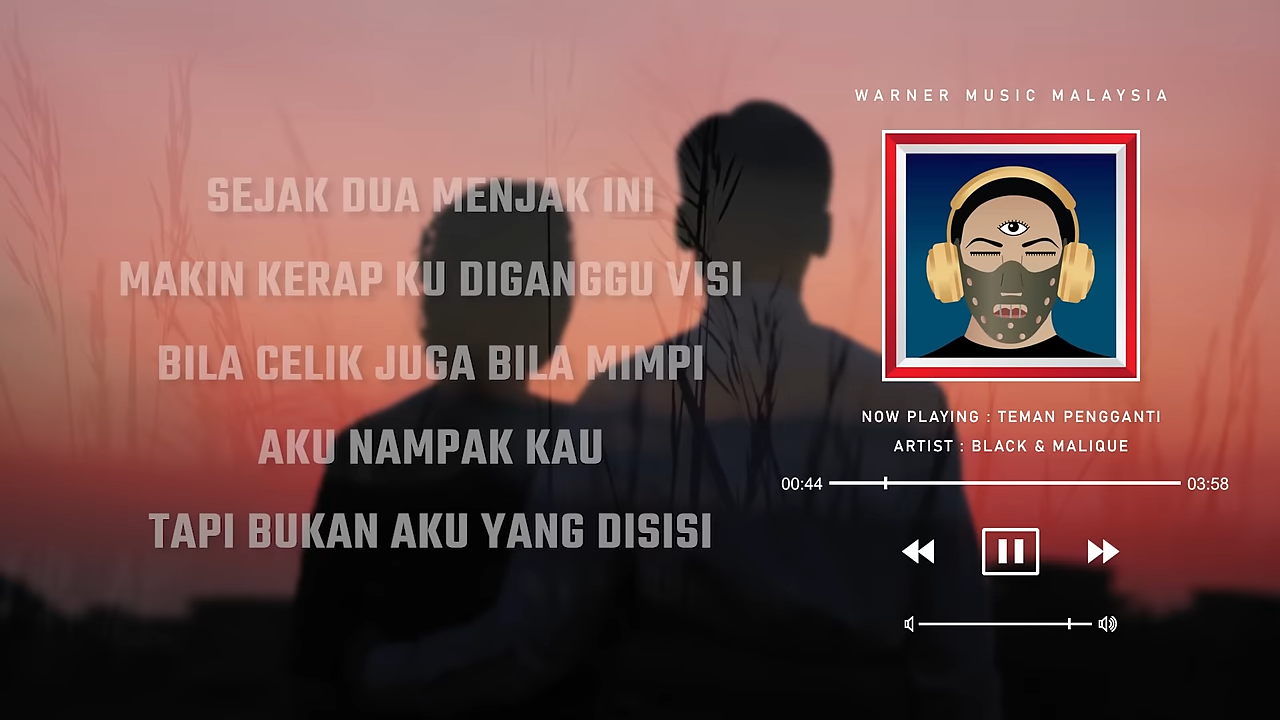 SEJAK DUA MENJAK INI
MAKIN KERAP KU DIGANGGU VISI
BILA CELIK JUGA BILA MIMPI
AKU NAMPAK KAU
TAPI BUKAN AKU YANG DISISI
WARNER MUSIC MALAYSIA
NOW PLAYING : TEMAN PENGGANTI
ARTIST : BLACK & MALIQUE
00:44 03:58